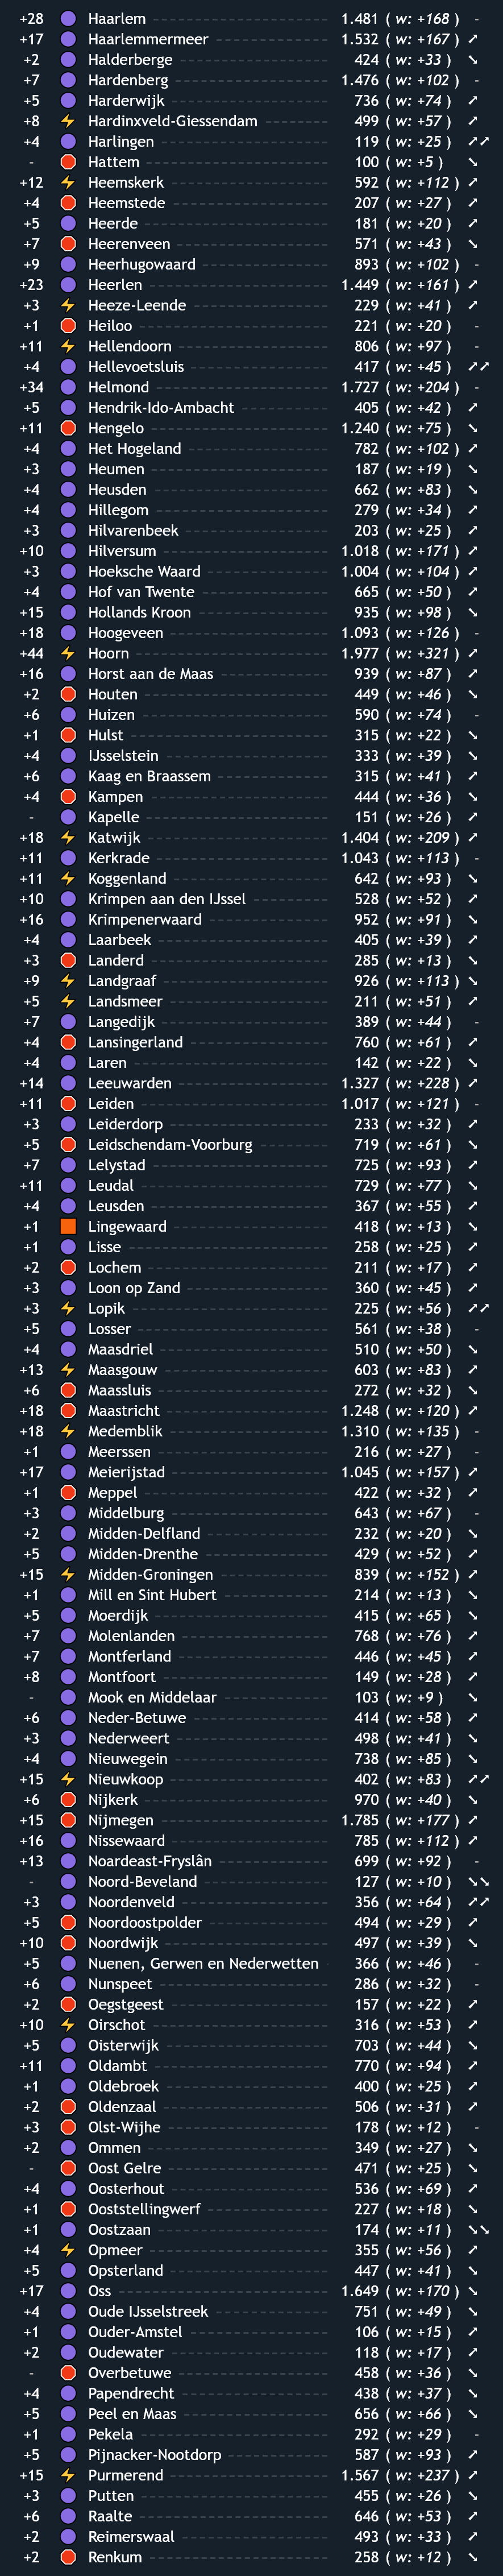 +28 Haarlem 1.481 ( w: +168 ) -
+17 Haarlemmermeer 1.532 ( w: +167 ) ➚
+2 Halderberge 424 ( w: +33 ) ➘
+7 Hardenberg 1.476 ( w: +102 ) -
+5 Harderwijk 736 ( w: +74 ) ➚
+8 Hardinxveld-Giessendam 499 ( w: +57 ) ➚
+4 Harlingen 119 ( w: +25 ) ➚➚
- Hattem 100 ( w: +5 ) ➘
+12 Heemskerk 592 ( w: +112 ) ➚
+4 Heemstede 207 ( w: +27 ) ➚
+5 Heerde 181 ( w: +20 ) ➚
+7 Heerenveen 571 ( w: +43 ) ➘
+9 Heerhugowaard 893 ( w: +102 ) -
+23 Heerlen 1.449 ( w: +161 ) ➚
+3 Heeze-Leende 229 ( w: +41 ) ➚
+1 Heiloo 221 ( w: +20 ) -
+11 Hellendoorn 806 ( w: +97 ) -
+4 Hellevoetsluis 417 ( w: +45 ) ➚➚
+34 Helmond 1.727 ( w: +204 ) -
+5 Hendrik-Ido-Ambacht 405 ( w: +42 ) ➚
+11 Hengelo 1.240 ( w: +75 ) ➘
+4 Het Hogeland 782 ( w: +102 ) ➚
+3 Heumen 187 ( w: +19 ) ➘
+4 Heusden 662 ( w: +83 ) ➘
+4 Hillegom 279 ( w: +34 ) ➚
+3 Hilvarenbeek 203 ( w: +25 ) ➚
+10 Hilversum 1.018 ( w: +171 ) ➚
+3 Hoeksche Waard 1.004 ( w: +104 ) ➘
+4 Hof van Twente 665 ( w: +50 ) ➚
+15 Hollands Kroon 935 ( w: +98 ) ➘
+18 Hoogeveen 1.093 ( w: +126 ) -
+44 Hoorn 1.977 ( w: +321 ) ➚
+16 Horst aan de Maas 939 ( w: +87 ) ➚
+2 Houten 449 ( w: +46 ) ➘
+6 Huizen 590 ( w: +74 ) -
+1 Hulst 315 ( w: +22 ) ➘
+4 IJsselstein 333 ( w: +39 ) ➘
+6 Kaag en Braassem 315 ( w: +41 ) ➚
+4 Kampen 444 ( w: +36 ) ➘
- Kapelle 151 ( w: +26 ) ➚
+18 Katwijk 1.404 ( w: +209 ) ➚
+11 Kerkrade 1.043 ( w: +113 ) -
+11 Koggenland 642 ( w: +93 ) ➘
+10 Krimpen aan den IJssel 528 ( w: +52 ) ➚
+16 Krimpenerwaard 952 ( w: +91 ) ➘
+4 Laarbeek 405 ( w: +39 ) ➚
+3 Landerd 285 ( w: +13 ) ➘
+9 Landgraaf 926 ( w: +113 ) ➘
+5 Landsmeer 211 ( w: +51 ) ➚
+7 Langedijk 389 ( w: +44 ) -
+4 Lansingerland 760 ( w: +61 ) ➚
+4 Laren 142 ( w: +22 ) ➘
+14 Leeuwarden 1.327 ( w: +228 ) ➚
+11 Leiden 1.017 ( w: +121 ) -
+3 Leiderdorp 233 ( w: +32 ) ➚
+5 Leidschendam-Voorburg 719 ( w: +61 ) ➘
+7 Lelystad 725 ( w: +93 ) ➚
+11 Leudal 729 ( w: +77 ) ➘
+4 Leusden 367 ( w: +55 ) ➚
+1 Lingewaard 418 ( w: +13 ) ➘
+1 Lisse 258 ( w: +25 ) ➚
+2 Lochem 211 ( w: +17 ) ➚
+3 Loon op Zand 360 ( w: +45 ) ➚
+3 Lopik 225 ( w: +56 ) ➚➚
+5 Losser 561 ( w: +38 ) -
+4 Maasdriel 510 ( w: +50 ) ➘
+13 Maasgouw 603 ( w: +83 ) ➚
+6 Maassluis 272 ( w: +32 ) ➘
+18 Maastricht 1.248 ( w: +120 ) ➚
+18 Medemblik 1.310 ( w: +135 ) -
+1 Meerssen 216 ( w: +27 ) -
+17 Meierijstad 1.045 ( w: +157 ) ➚
+1 Meppel 422 ( w: +32 ) ➚
+3 Middelburg 643 ( w: +67 ) -
+2 Midden-Delfland 232 ( w: +20 ) ➘
+5 Midden-Drenthe 429 ( w: +52 ) ➚
+15 Midden-Groningen 839 ( w: +152 ) ➚
+1 Mill en Sint Hubert 214 ( w: +13 ) ➘
+5 Moerdijk 415 ( w: +65 ) ➘
+7 Molenlanden 768 ( w: +76 ) ➚
+7 Montferland 446 ( w: +45 ) ➚
+8 Montfoort 149 ( w: +28 ) ➚
- Mook en Middelaar 103 ( w: +9 ) ➘
+6 Neder-Betuwe 414 ( w: +58 ) ➚
+3 Nederweert 498 ( w: +41 ) ➘
+4 Nieuwegein 738 ( w: +85 ) ➘
+15 Nieuwkoop 402 ( w: +83 ) ➚➚
+6 Nijkerk 970 ( w: +40 ) ➘
+15 Nijmegen 1.785 ( w: +177 ) ➚
+16 Nissewaard 785 ( w: +112 ) ➚
+13 Noardeast-Fryslân 699 ( w: +92 ) -
- Noord-Beveland 127 ( w: +10 ) ➘➘
+3 Noordenveld 356 ( w: +64 ) ➚➚
+5 Noordoostpolder 494 ( w: +29 ) ➚
+10 Noordwijk 497 ( w: +39 ) ➘
+5 Nuenen, Gerwen en Nederwetten 366 ( w: +46 ) -
+6 Nunspeet 286 ( w: +32 ) -
+2 Oegstgeest 157 ( w: +22 ) ➚
+10 Oirschot 316 ( w: +53 ) ➚
+5 Oisterwijk 703 ( w: +44 ) ➘
+11 Oldambt 770 ( w: +94 ) ➚
+1 Oldebroek 400 ( w: +25 ) ➚
+2 Oldenzaal 506 ( w: +31 ) ➚
+3 Olst-Wijhe 178 ( w: +12 ) -
+2 Ommen 349 ( w: +27 ) ➘
- Oost Gelre 471 ( w: +25 ) ➘
+4 Oosterhout 536 ( w: +69 ) ➚
+1 Ooststellingwerf 227 ( w: +18 ) ➘
+1 Oostzaan 174 ( w: +11 ) ➘➘
+4 Opmeer 355 ( w: +56 ) ➚
+5 Opsterland 447 ( w: +41 ) ➘
+17 Oss 1.649 ( w: +170 ) ➘
+4 Oude IJsselstreek 751 ( w: +49 ) ➘
+1 Ouder-Amstel 106 ( w: +15 ) ➚
+2 Oudewater 118 ( w: +17 ) ➚
- Overbetuwe 458 ( w: +36 ) ➘
+4 Papendrecht 438 ( w: +37 ) ➘
+5 Peel en Maas 656 ( w: +66 ) ➘
+1 Pekela 292 ( w: +29 ) -
+5 Pijnacker-Nootdorp 587 ( w: +93 ) ➚
+15 Purmerend 1.567 ( w: +237 ) ➚
+3 Putten 455 ( w: +26 ) ➘
+6 Raalte 646 ( w: +53 ) ➚
+2 Reimerswaal 493 ( w: +33 ) ➚
+2 Renkum 258 ( w: +12 ) ➘